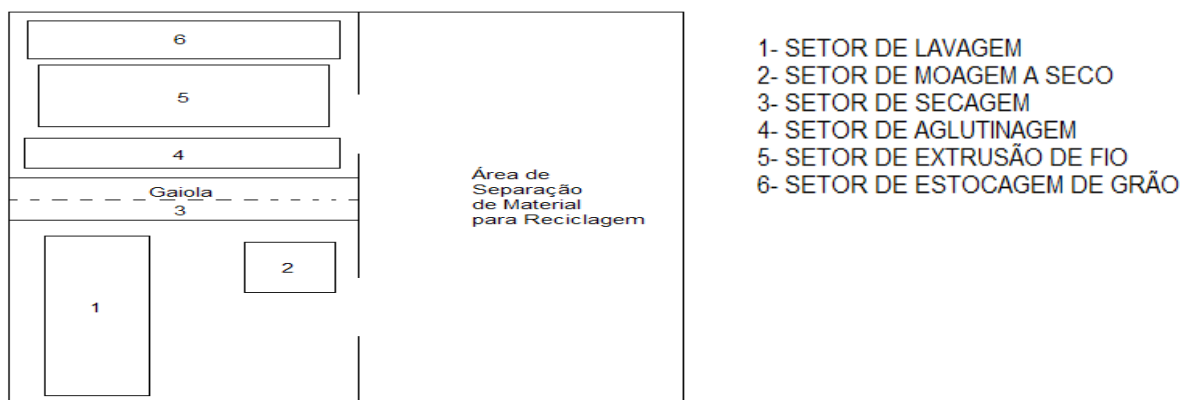 6
5
4
Gaiola
3
2
1
Área de
Separação
de Material
para Reciclagem
1- SETOR DE LAVAGEM
2- SETOR DE MOAGEM A SECO
3- SETOR DE SECAGEM
4- SETOR DE AGLUTINAGEM
5- SETOR DE EXTRUSÃO DE FIO
6- SETOR DE ESTOCAGEM DE GRÃO